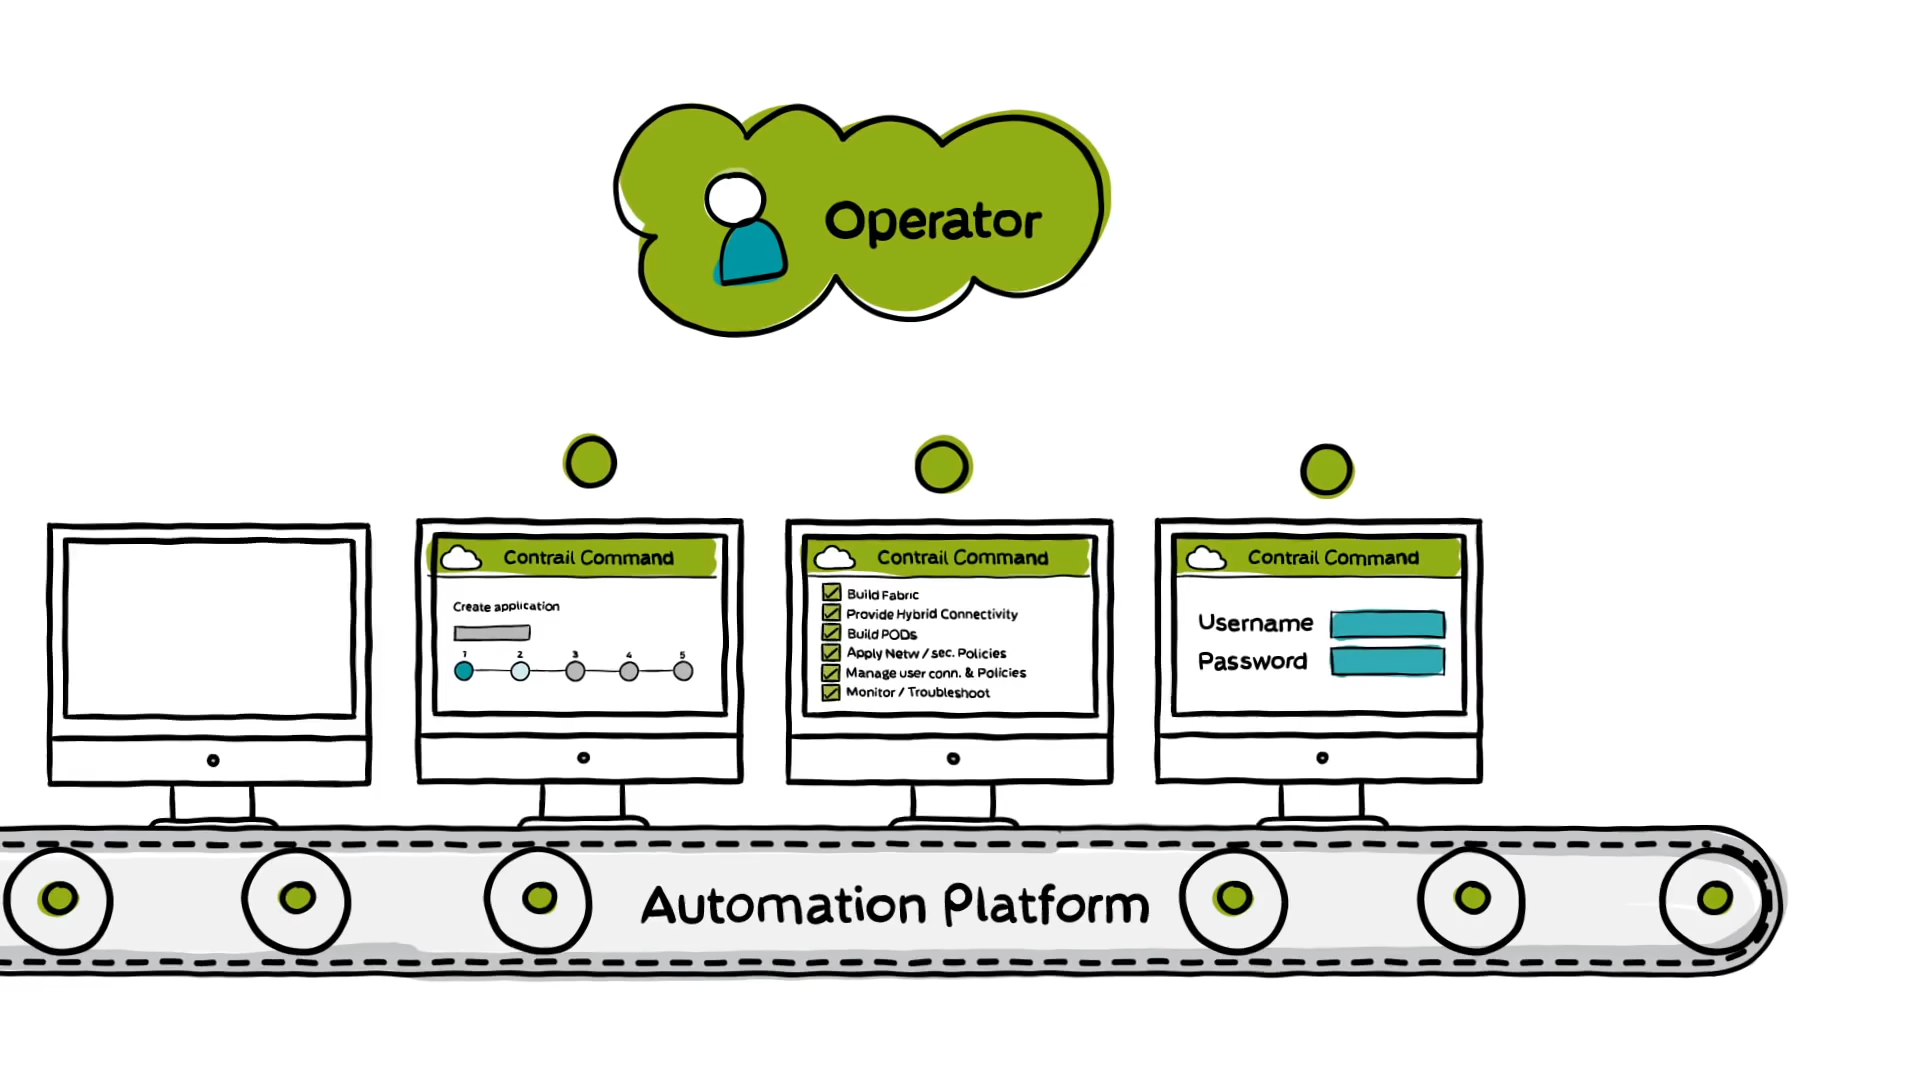 Operator
Contrail Command
Create application
1 2 3 4 5
Contrail Command
Build Fabric
Provide Hybrid Connectivity
Build PODs
Apply Netw / sec. Policies
Manage user conn. & Policies
Monitor / Troubleshoot
Contrail Command
Username
Password
Automation Platform